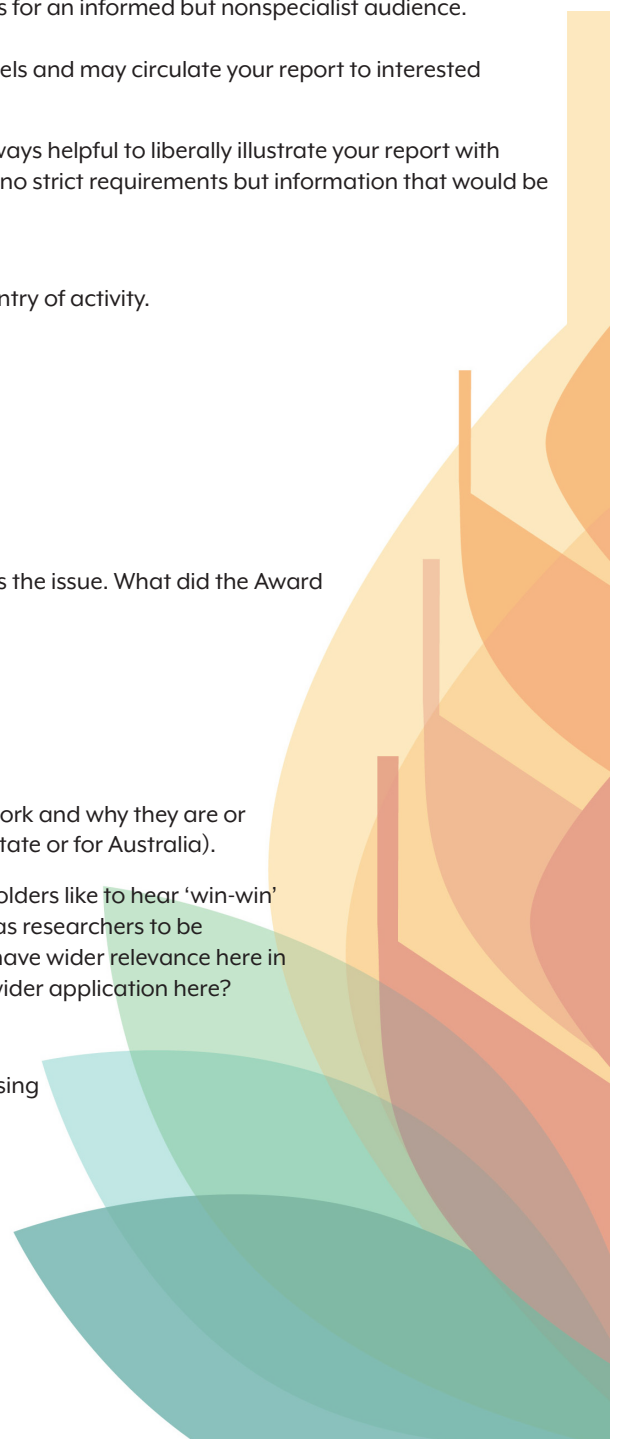 s for an informed but nonspecialist audience.
els and may circulate your report to interested
ways helpful to liberally illustrate your report with
no strict requirements but information that would be
ntry of activity.
s the issue. What did the Award
ork and why they are or
tate or for Australia).
olders like to hear ‘win-win’
as researchers to be
have wider relevance here in
vider application here?
sing